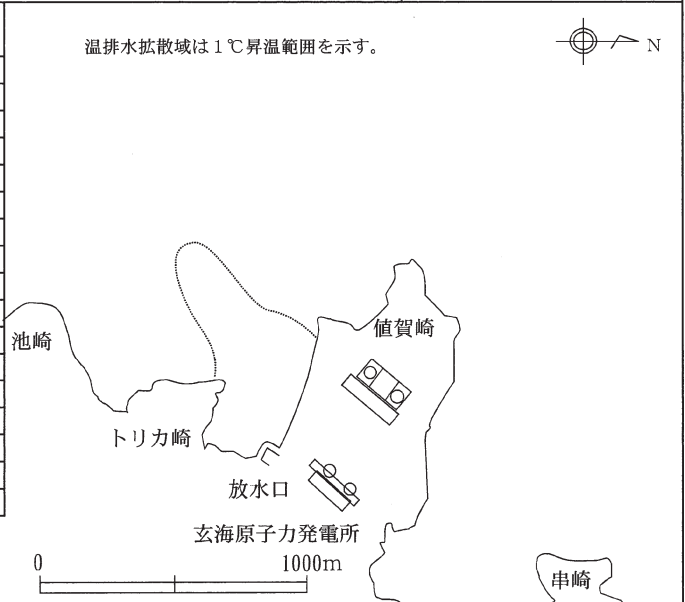 温排水拡散域は１℃昇温範囲を示す。
N
値賀崎
池崎
トリカ崎
放水口
玄海原子力発電所
0 1000m
串崎